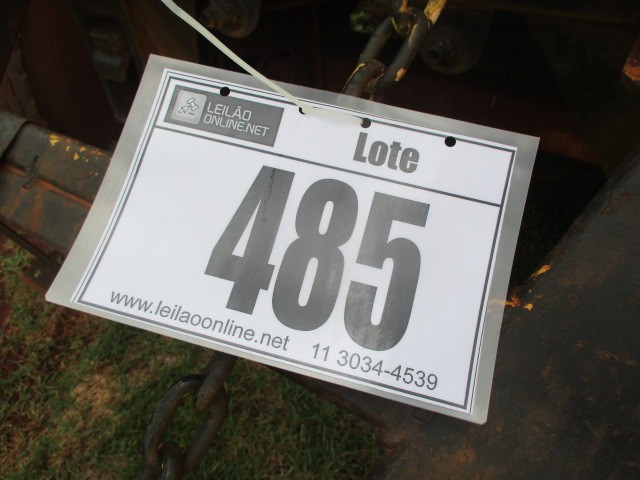 LEILÃO
ONLINE.NET
Lote
485
www.leilaoonline.net 11 3034-4539